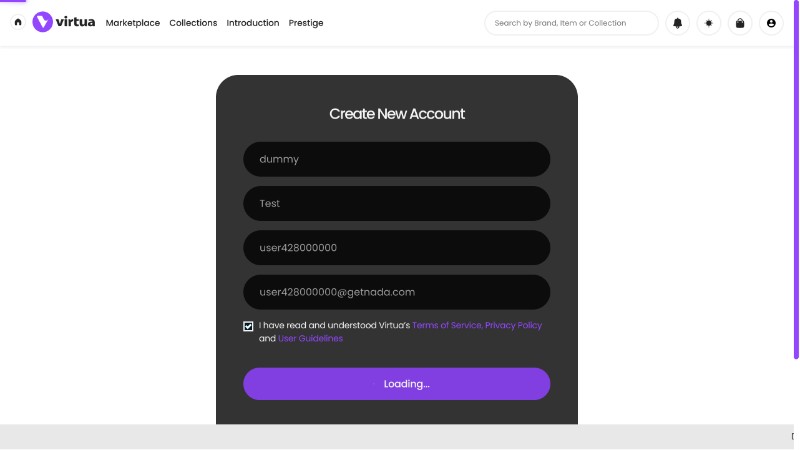 virtua Marketplace Collections Introduction Prestige Search by Brand, Item or Collection
Create New Account
dummy
Test
user428000000
user428000000@getnada.com
I have read and understood Virtua's Terms of Service, Privacy Policy
and User Guidelines
Loading...